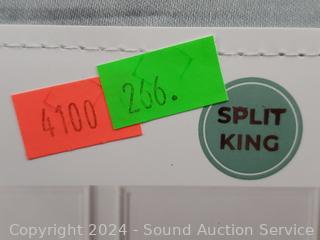 4100
266.
SPLIT
KING
Copyright 2024 - Sound Auction Service